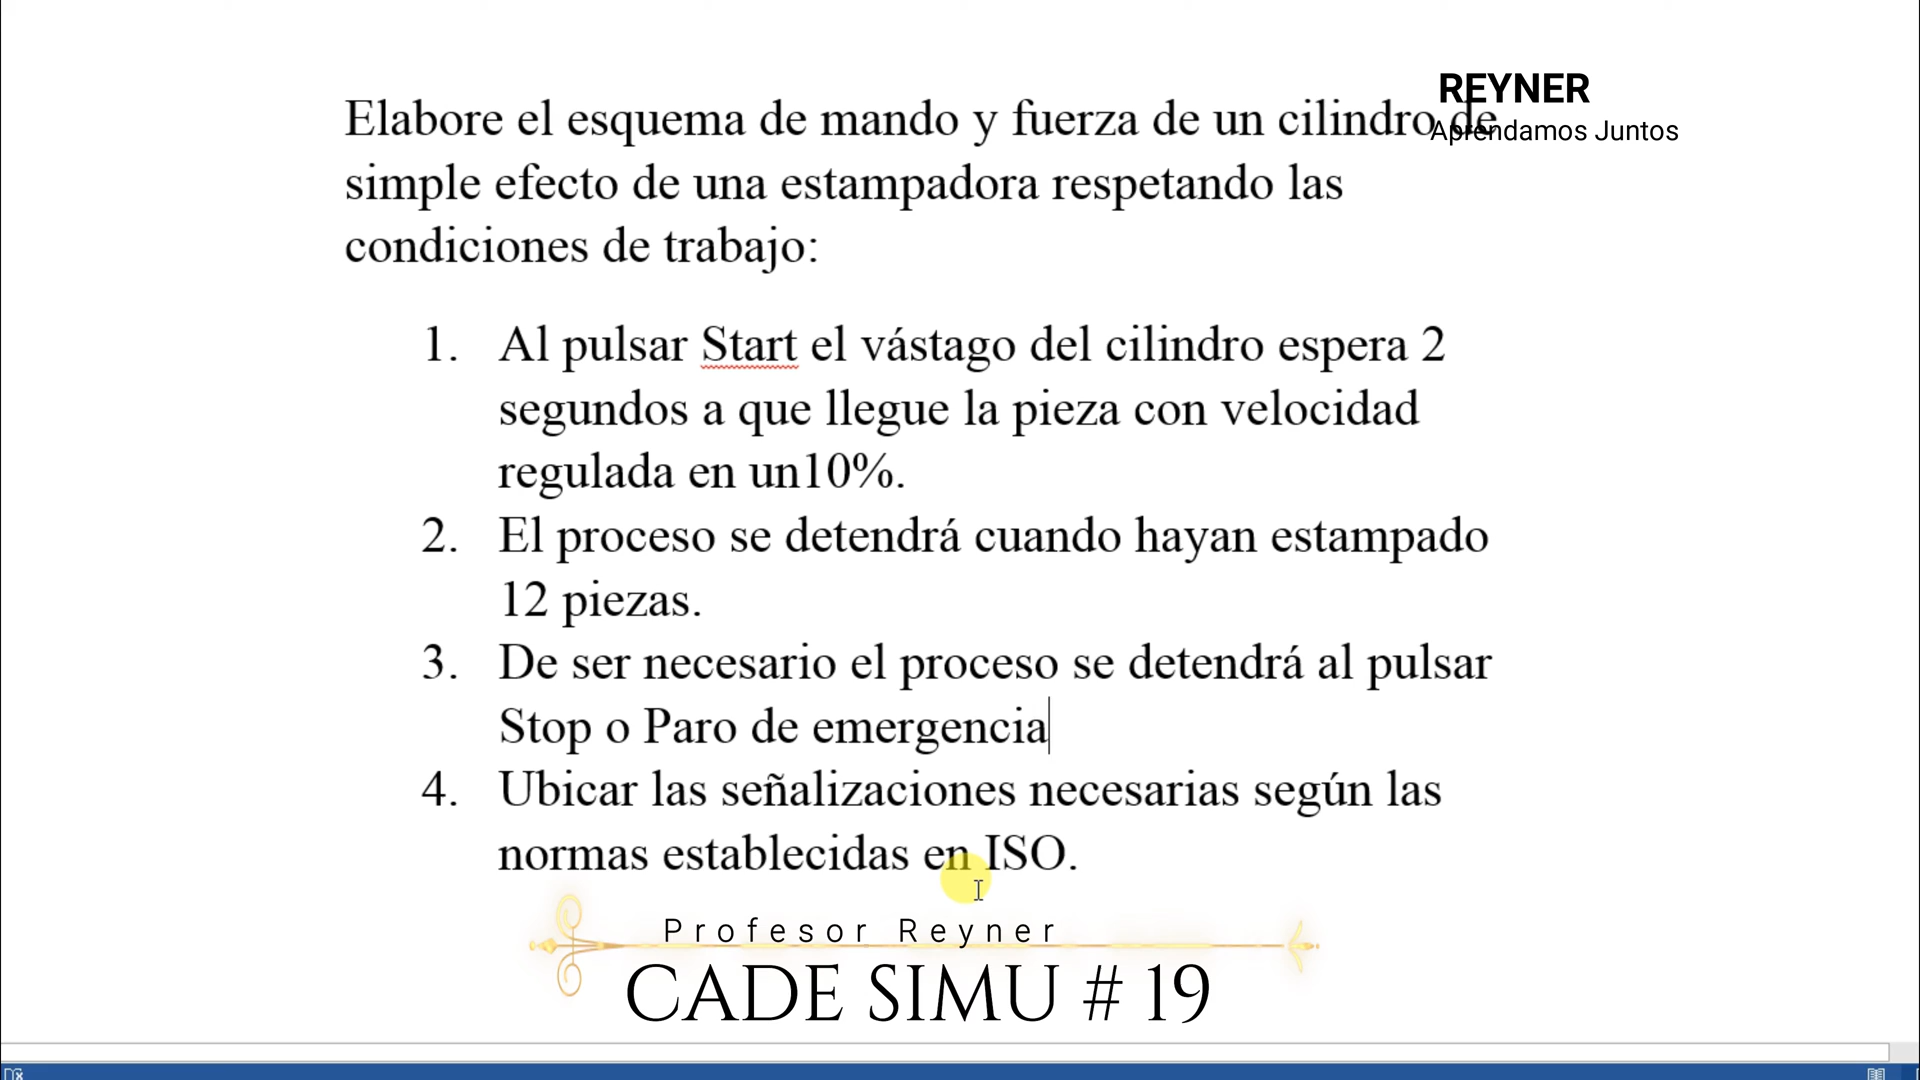 REYNER
Aprendamos Juntos
Elabore el esquema de mando y fuerza de un cilindro de
simple efecto de una estampadora respetando las
condiciones de trabajo:
1. Al pulsar Start el vástago del cilindro espera 2
segundos a que llegue la pieza con velocidad
regulada en un10%.
2. El proceso se detendrá cuando hayan estampado
12 piezas.
3. De ser necesario el proceso se detendrá al pulsar
Stop o Paro de emergencia
4. Ubicar las señalizaciones necesarias según las
normas establecidas en ISO.
Profesor Reyner
CADE SIMU # 19